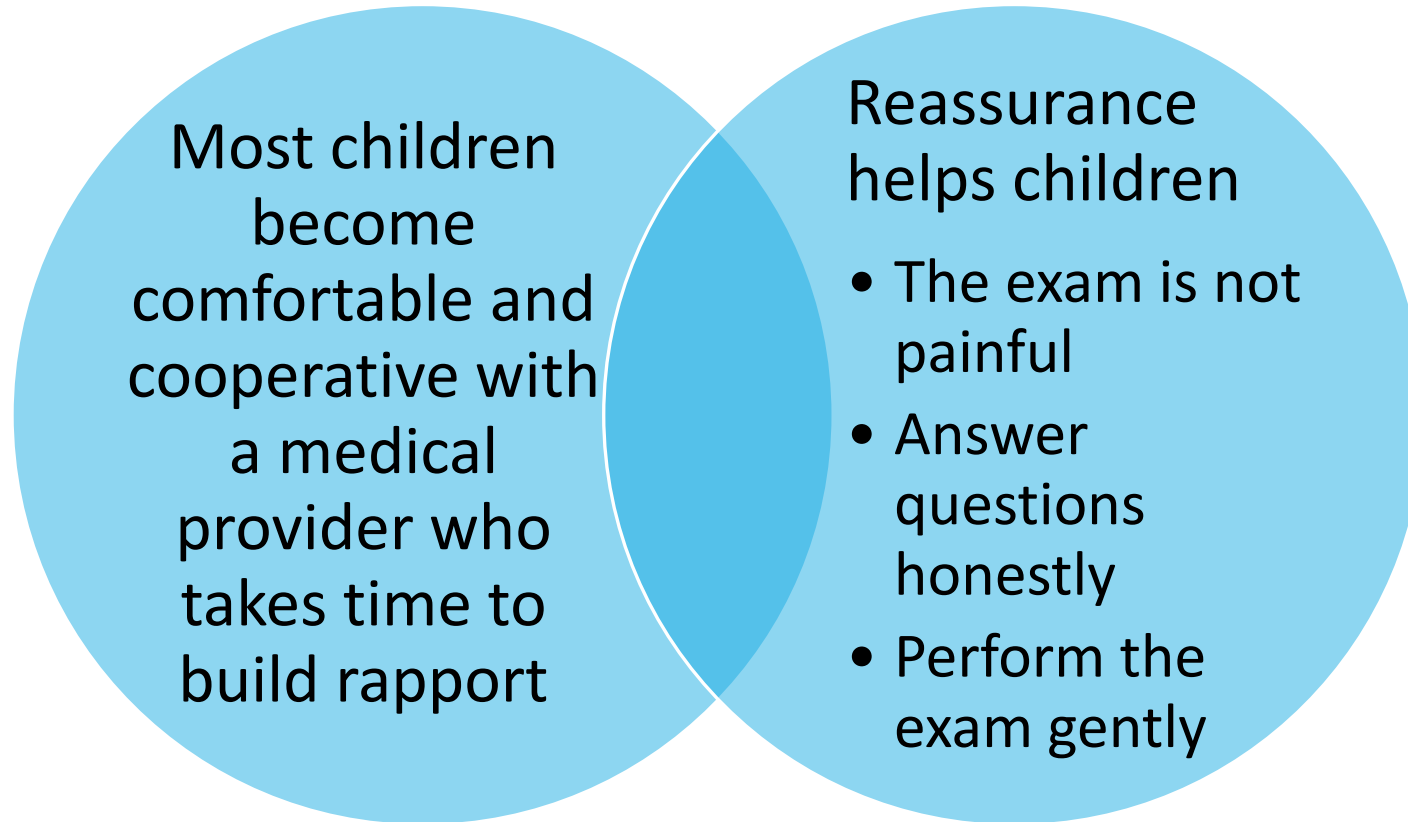 Most children
become
comfortable and
cooperative with
a medical
provider who
takes time to
build rapport
Reassurance
helps children
• The exam is not
painful
• Answer
questions
honestly
• Perform the
exam gently